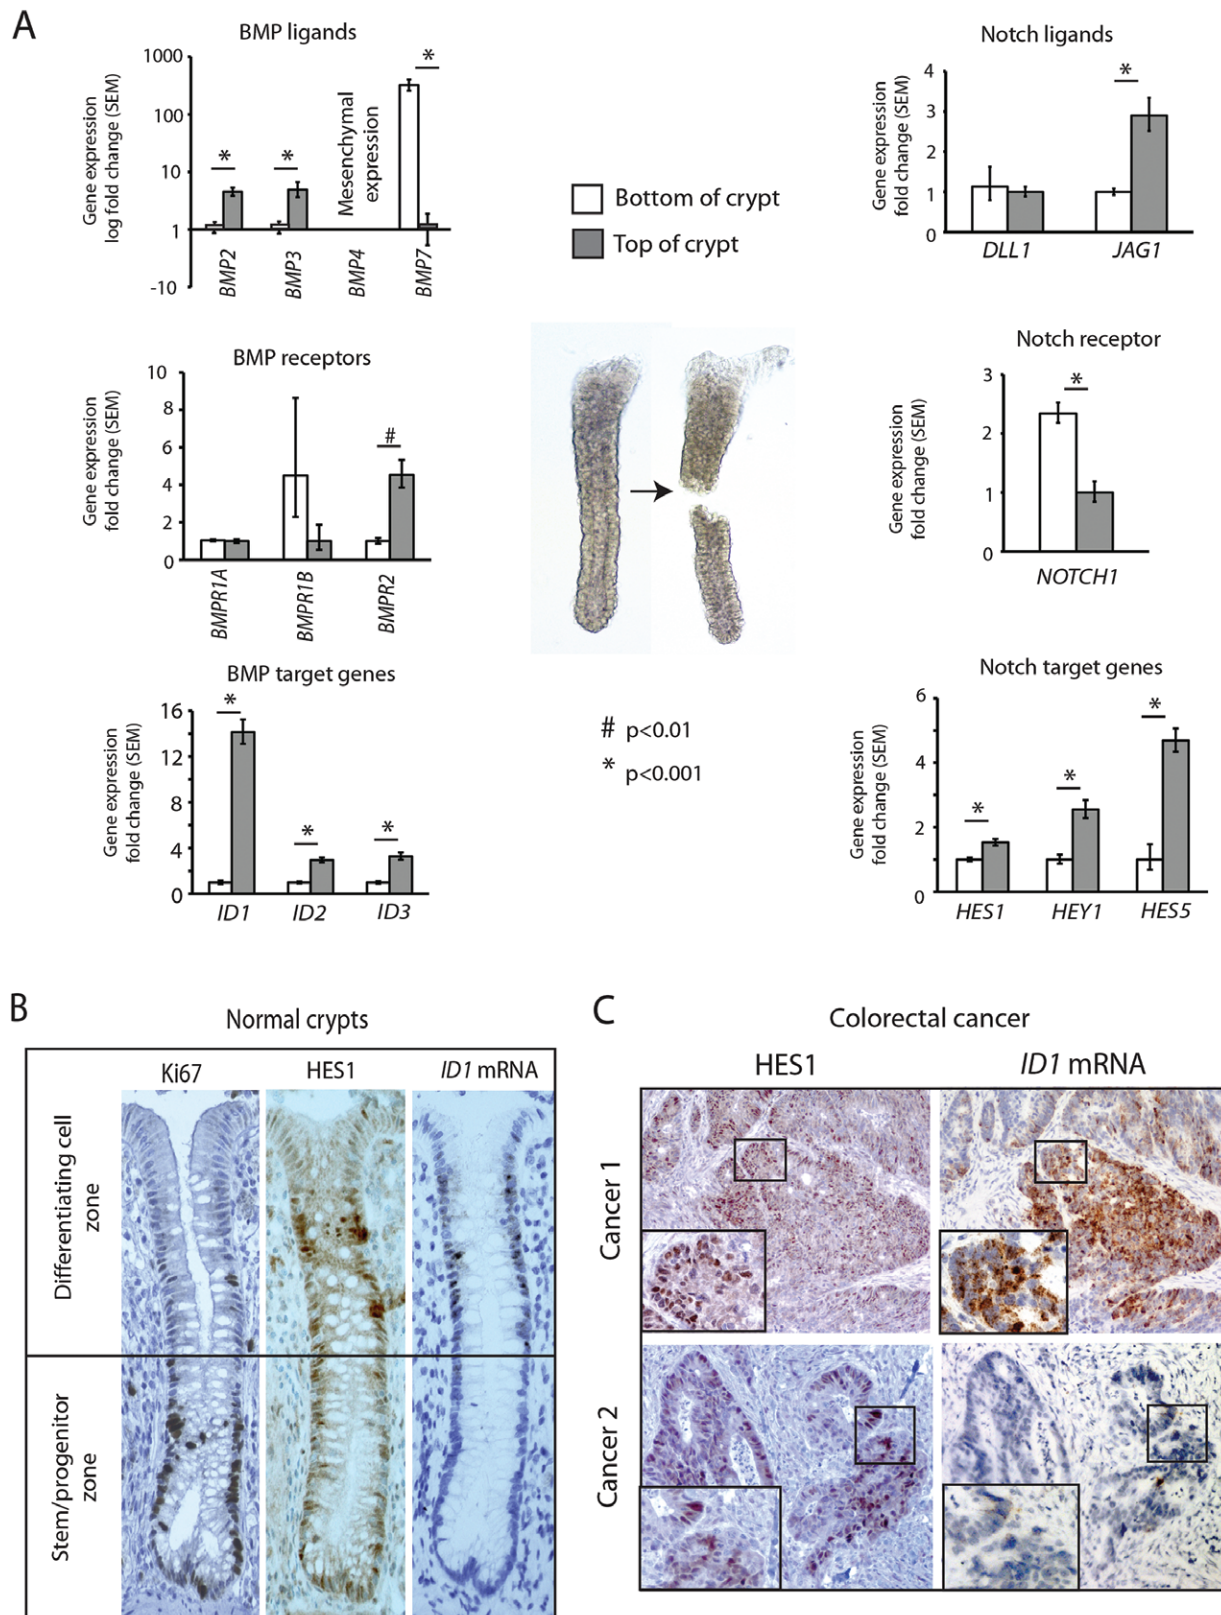 A
BMP ligands
Gene expression
log fold change (SEM)
1000
100
10
1
-10
*
*
Mesenchymal
expression
*
BMP2
BMP3
BMP4
BMP7
Bottom of crypt
Top of crypt
Notch ligands
Gene expression
fold change (SEM)
4
3
2
1
0
*
DLL1
JAG1
BMP receptors
Gene expression
fold change (SEM)
10
8
6
4
2
0
#
BMPR1A
BMPR1B
BMPR2
Notch receptor
Gene expression
fold change (SEM)
3
2
1
0
*
NOTCH1
BMP target genes
Gene expression
fold change (SEM)
16
12
8
4
0
*
*
*
ID1
ID2
ID3
# p<0.01
* p<0.001
Notch target genes
Gene expression
fold change (SEM)
6
4
2
0
*
*
*
HES1
HEY1
HES5
B
Normal crypts
Ki67
HES1
ID1 mRNA
Differentiating cell
zone
Stem/progenitor
zone
C
Colorectal cancer
HES1
ID1 mRNA
Cancer 1
Cancer 2